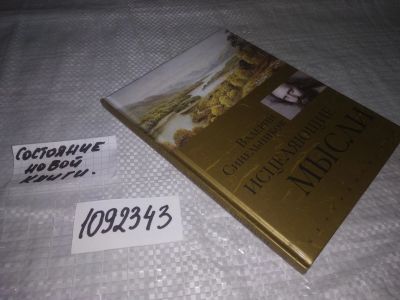 СОСТОЯНИЕ
НОВОЙ
КНИГИ.
1092343
ВАЛЕРИЙ
СИНЕЛЬНИКОВ
ИСЦЕЛЯЮЩИЕ
МЫСЛИ